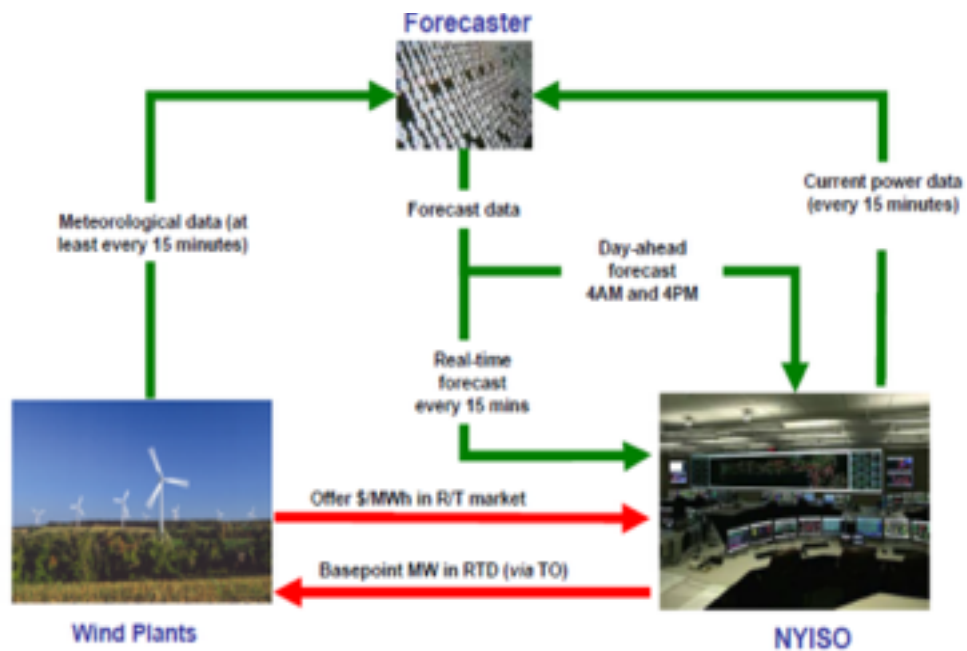 Forecaster
Meteorological data (at
least every 15 minutes)
Forecast data
Current power data
(every 15 minutes)
Day-ahead
forecast
4AM and 4PM
Real-time
forecast
every 15 mins
Offer $/MWh in R/T market
Basepoint MW in RTD (via TO)
Wind Plants
NYISO